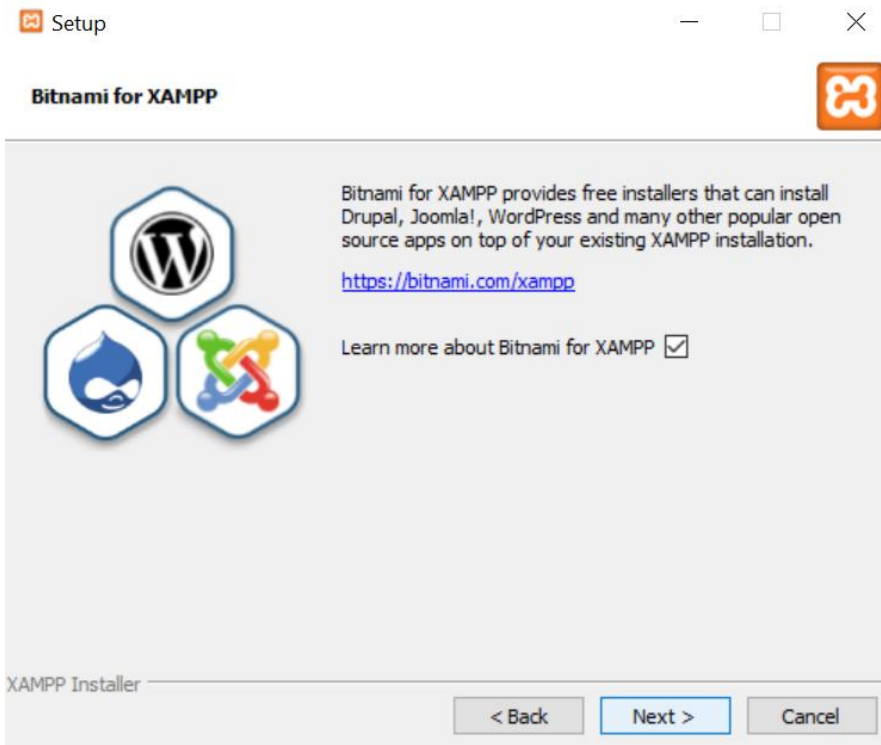 Setup
Bitnami for XAMPP
Bitnami for XAMPP provides free installers that can install
Drupal, Joomla!, WordPress and many other popular open
source apps on top of your existing XAMPP installation.
https://bitnami.com/xampp
Learn more about Bitnami for XAMPP
XAMPP Installer
< Back
Next >
Cancel